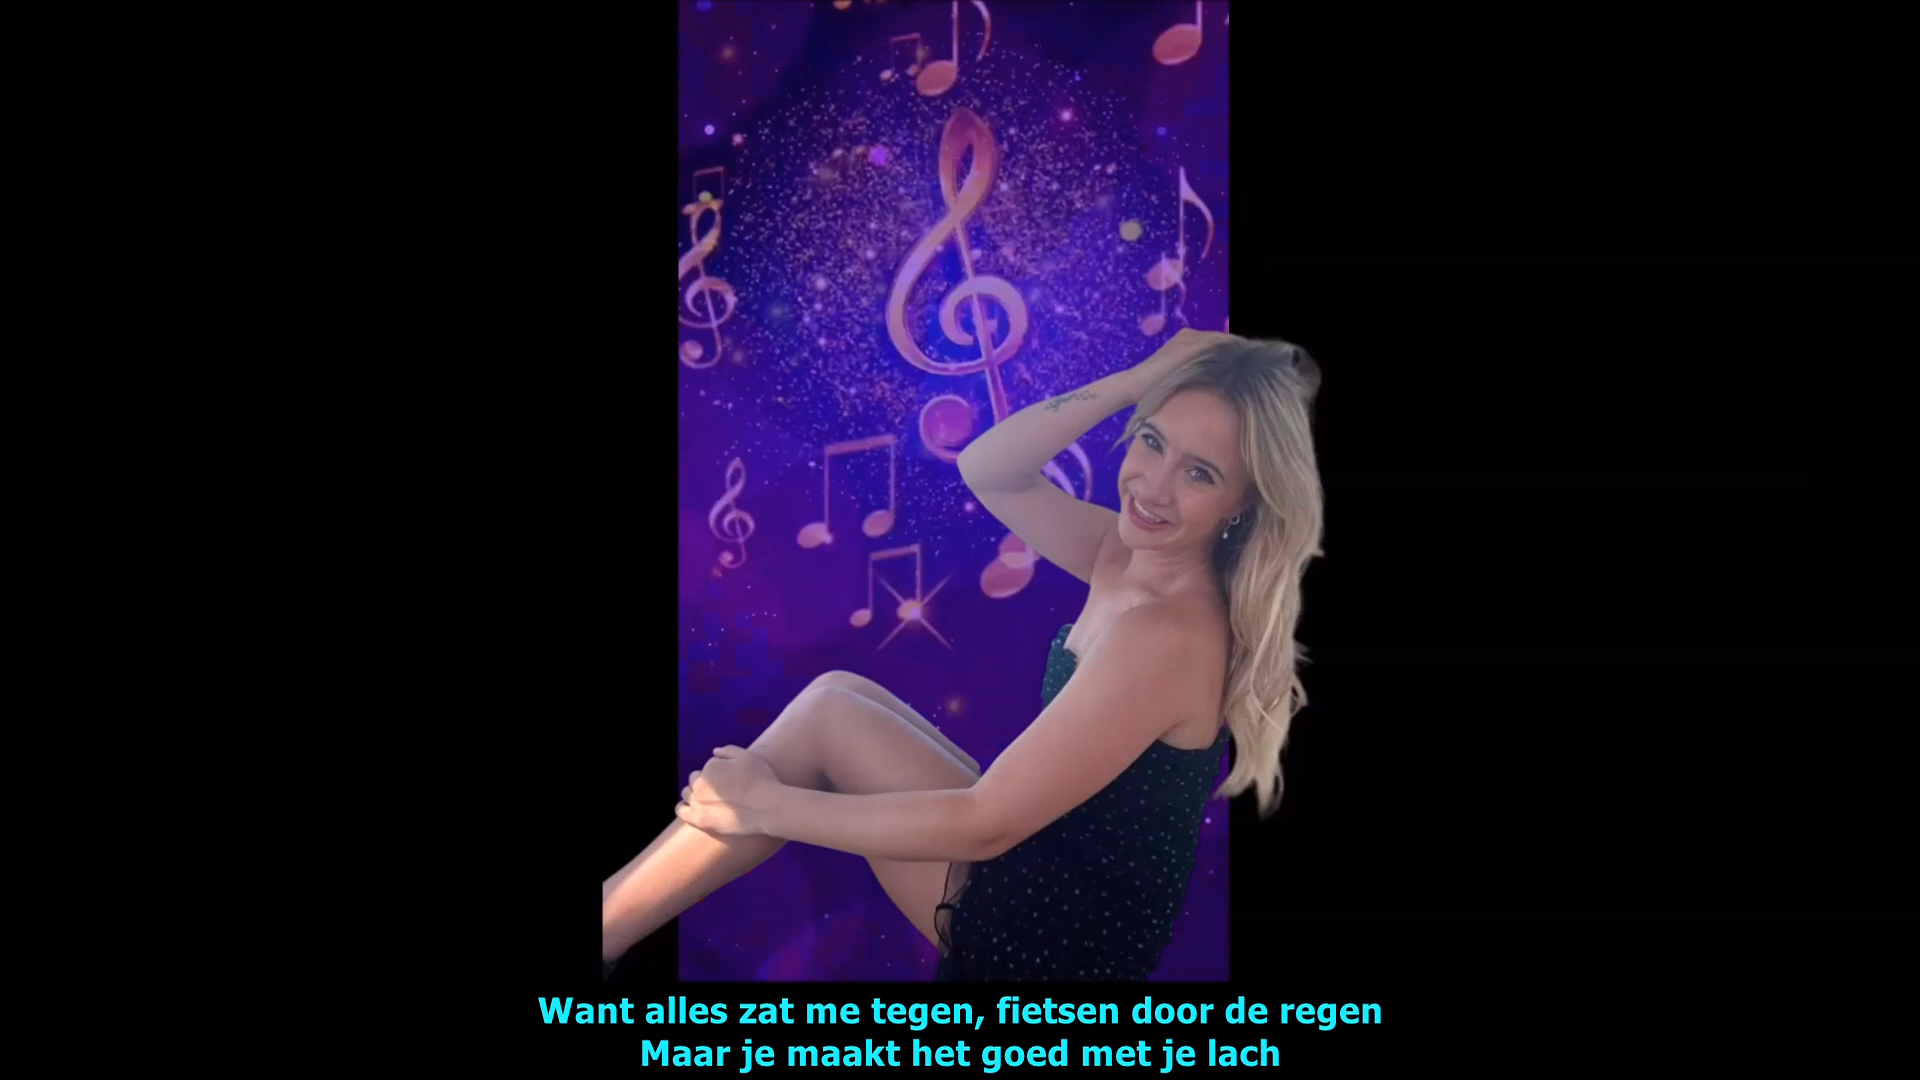 Want alles zat me tegen, fietsen door de regen
Maar je maakt het goed met je lach